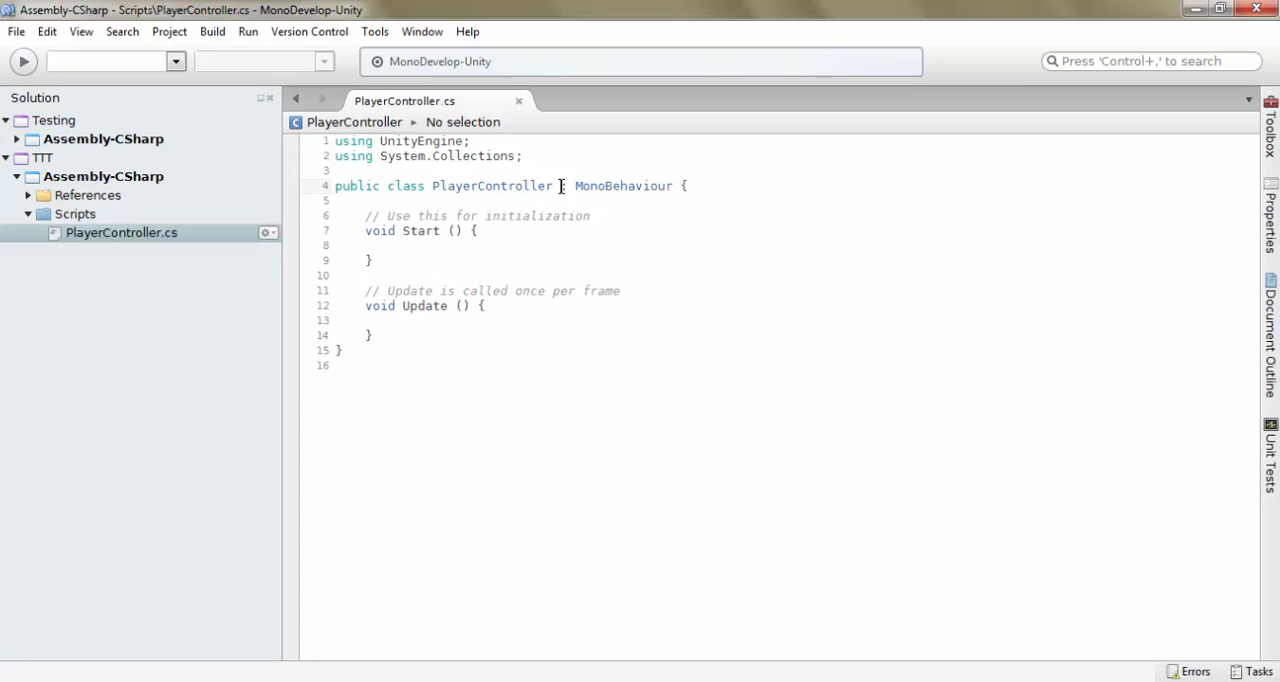 Assembly-CSharp - Scripts\PlayerController.cs - MonoDevelop-Unity
File Edit View Search Project Build Run Version Control Tools Window Help
MonoDevelop-Unity
Press 'Control+,' to search
Solution
Testing
Assembly-CSharp
TTT
Assembly-CSharp
References
Scripts
PlayerController.cs
PlayerController.cs
PlayerController No selection
1 using UnityEngine;
2 using System.Collections;
3
4 public class PlayerController : MonoBehaviour {
5
6 // Use this for initialization
7 void Start () {
8
9 }
10
11 // Update is called once per frame
12 void Update () {
13
14 }
15 }
16
Toolbox
Properties
Document Outline
Unit Tests
Errors Tasks